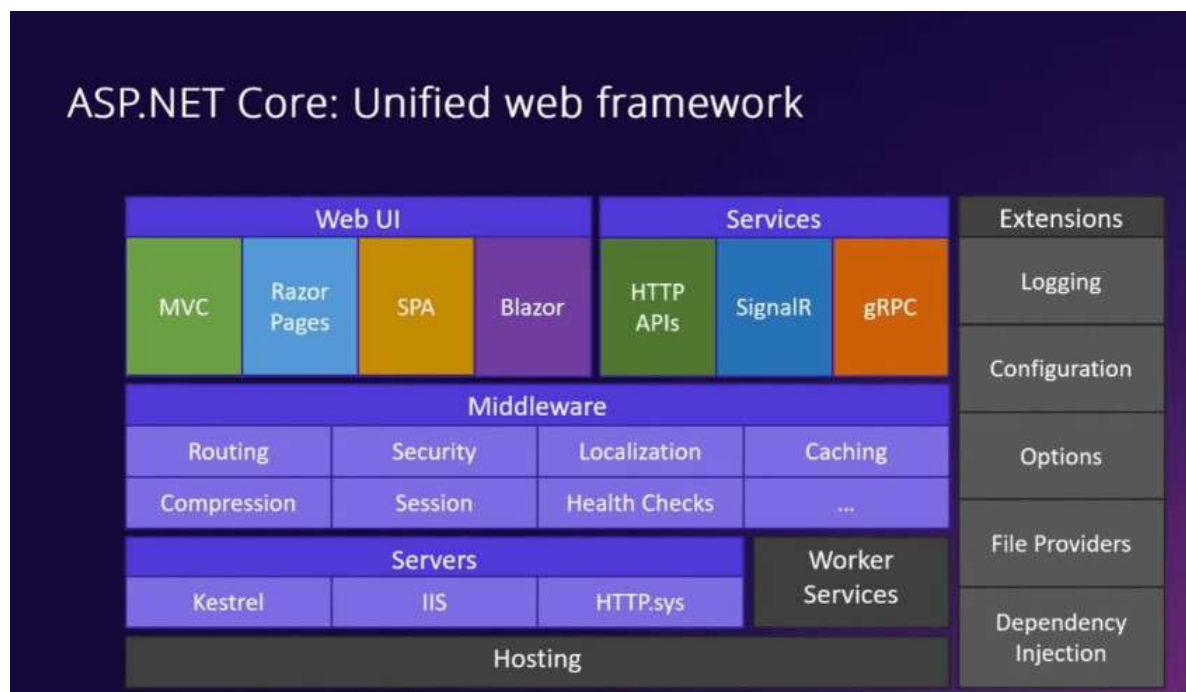 ASP.NET Core: Unified web framework
Web UI
MVC
Razor
Pages
SPA
Blazor
Services
HTTP
APIs
SignalR
gRPC
Middleware
Routing
Security
Localization
Caching
Compression
Session
Health Checks
...
Servers
Kestrel
IIS
HTTP.sys
Worker
Services
Hosting
Extensions
Logging
Configuration
Options
File Providers
Dependency
Injection